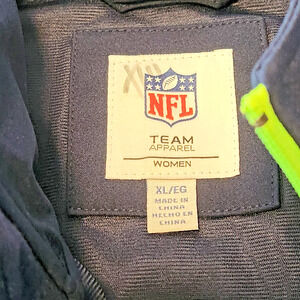 NFL
TEAM
APPAREL
WOMEN
XL/EG
MADE IN
CHINA
HECHO EN
CHINA